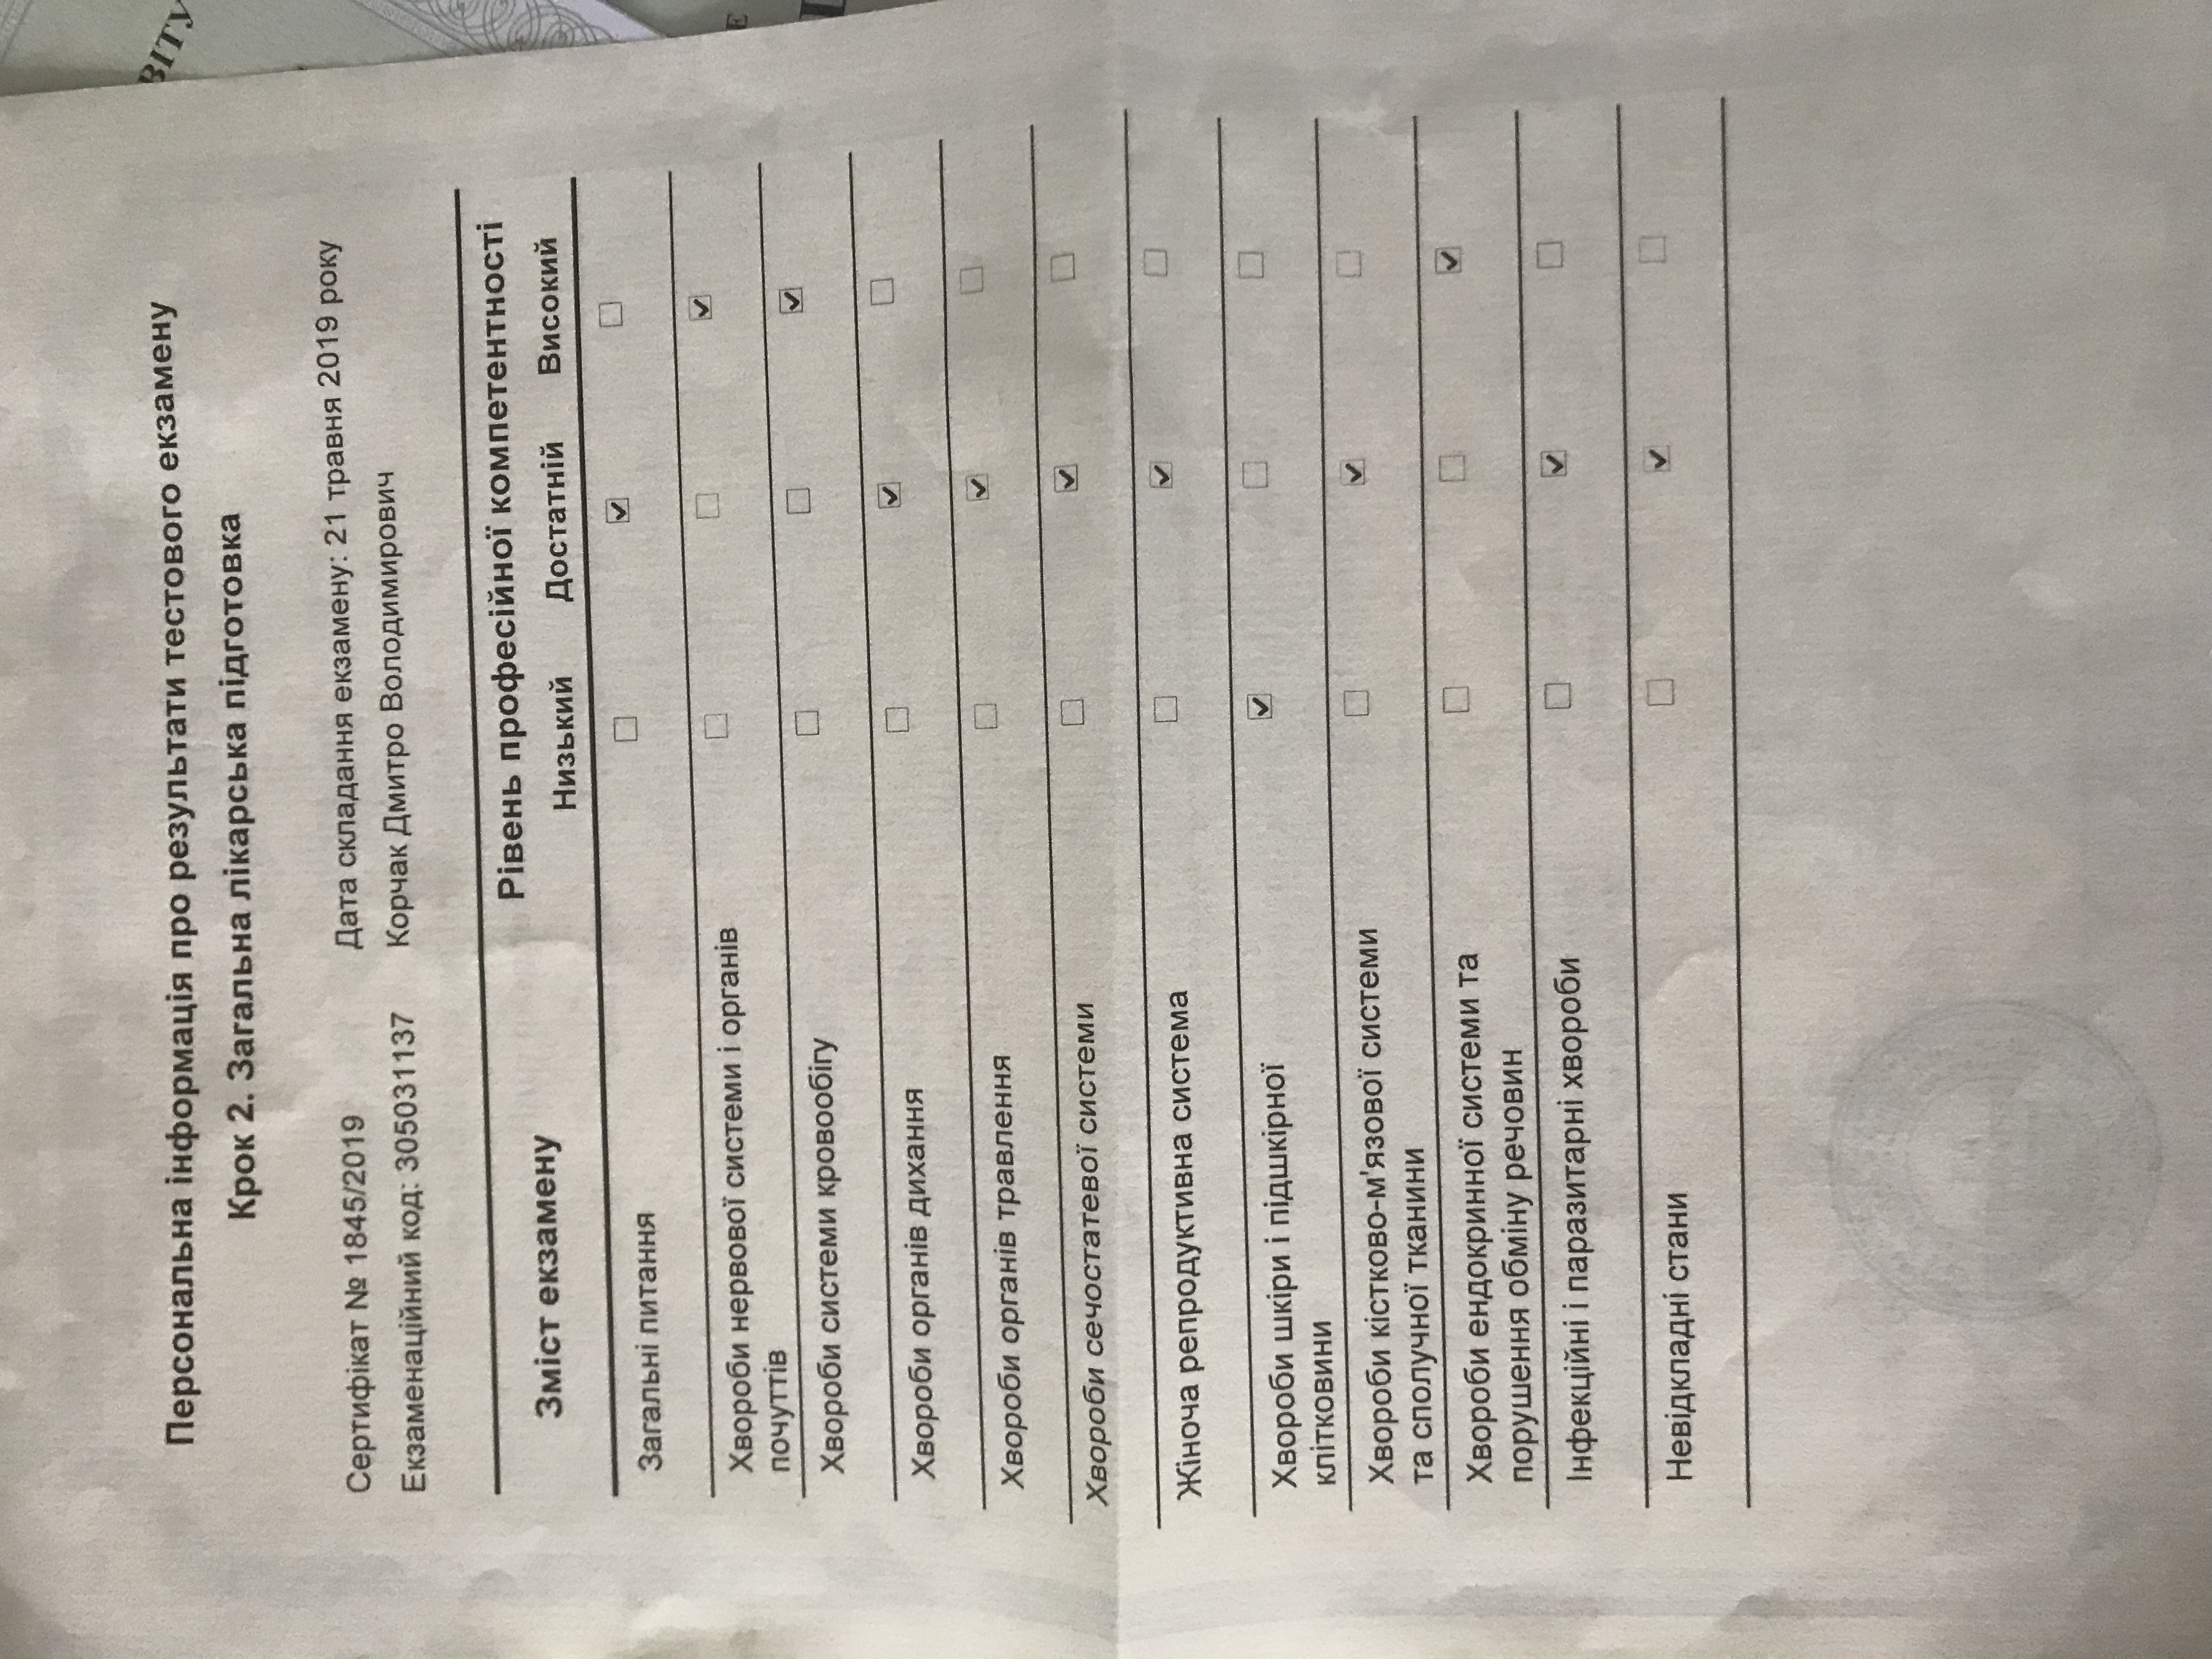 Персональна інформація про результати тестового екзамену
Крок 2. Загальна лікарська підготовка
Сертифікат № 1845/2019
Дата складання екзамену: 21 травня 2019 року
Екзаменаційний код: 305031137
Корчак Дмитро Володимирович
Зміст екзамену
Рівень професійної компетентності
Низький Достатній Високий
Загальні питання ☐ ☑ ☐
Хвороби нервової системи і органів ☐ ☐ ☑
почуттів
Хвороби системи кровообігу ☐ ☐ ☑
Хвороби органів дихання ☐ ☑ ☐
Хвороби органів травлення ☐ ☑ ☐
Хвороби сечостатевої системи ☐ ☑ ☐
Жіноча репродуктивна система ☐ ☑ ☐
Хвороби шкіри і підшкірної ☑ ☐ ☐
клітковини
Хвороби кістково-м'язової системи ☐ ☑ ☐
та сполучної тканини
Хвороби ендокринної системи та ☐ ☐ ☑
порушення обміну речовин
Інфекційні і паразитарні хвороби ☐ ☑ ☐
Невідкладні стани ☐ ☑ ☐
ВІТУ
Е